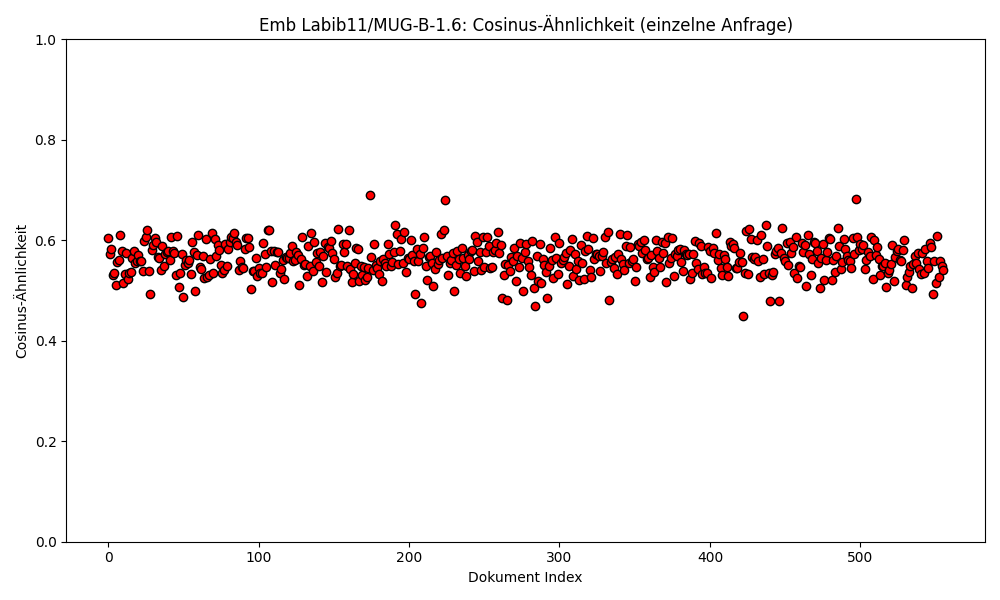 Emb Labib11/MUG-B-1.6: Cosinus-Ähnlichkeit (einzelne Anfrage)
1.0
0.8
0.6
0.4
0.2
0.0
Cosinus-Ähnlichkeit
0 100 200 300 400 500
Dokument Index